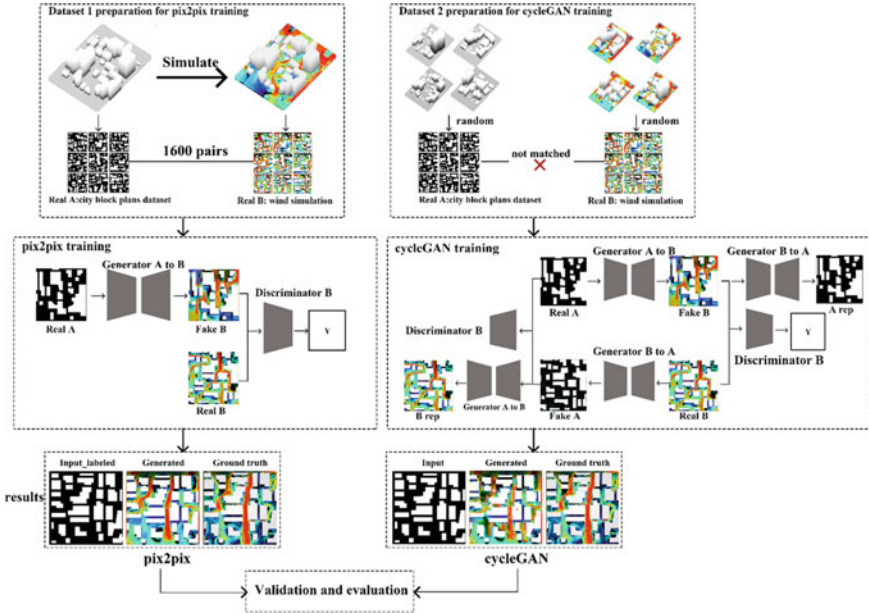 Dataset 1 preparation for pix2pix training
Simulate
1600 pairs
Real A:city block plans dataset
Real B: wind simulation
Dataset 2 preparation for cycleGAN training
random
random
not matched
Real A:city block plans dataset
Real B: wind simulation
pix2pix training
Generator A to B
Real A
Fake B
Discriminator B
Y
Real B
cycleGAN training
Generator A to B
Generator B to A
Real A
Fake B
A rep
Discriminator B
Y
Discriminator B
Generator B to A
B rep
Generator A to B
Fake A
Real B
results
Input_labeled
Generated
Ground truth
pix2pix
Input
Generated
Ground truth
cycleGAN
Validation and evaluation